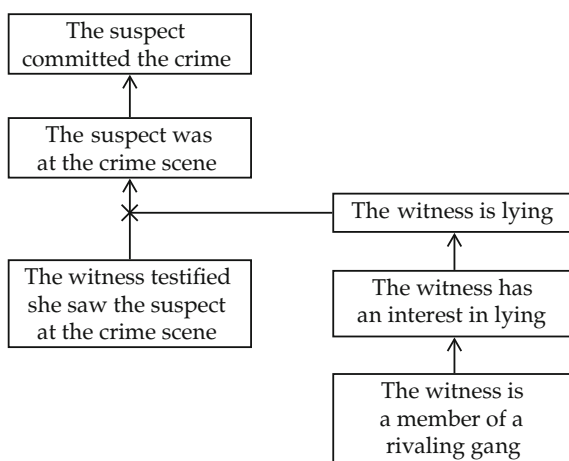 The suspect
committed the crime
The suspect was
at the crime scene
The witness testified
she saw the suspect
at the crime scene
The witness is lying
The witness has
an interest in lying
The witness is
a member of a
rivaling gang